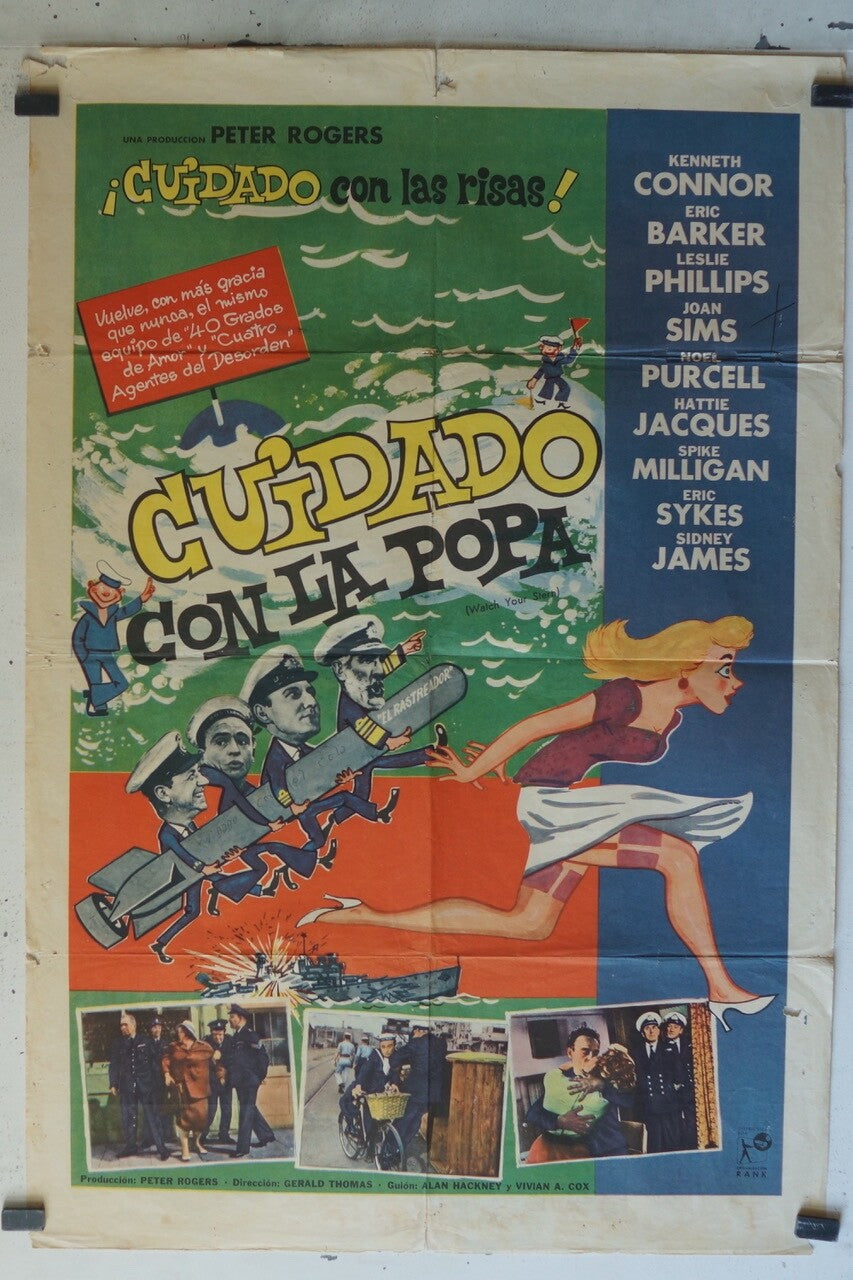 UNA PRODUCCION PETER ROGERS
¡CUIDADO con las risas!
Vuelve, con más gracia
que nunca, el mismo
equipo de "40 Grados
de Amor" y "Cuatro
Agentes del Desorden"
CUIDADO
CON LA POPA
(Watch Your Stern)
"EL RASTREADOR"
KENNETH
CONNOR
ERIC
BARKER
LESLIE
PHILLIPS
JOAN
SIMS
NOEL
PURCELL
HATTIE
JACQUES
SPIKE
MILLIGAN
ERIC
SYKES
SIDNEY
JAMES
RANK
Producción: PETER ROGERS · Dirección: GERALD THOMAS · Guión: ALAN HACKNEY y VIVIAN A. COX